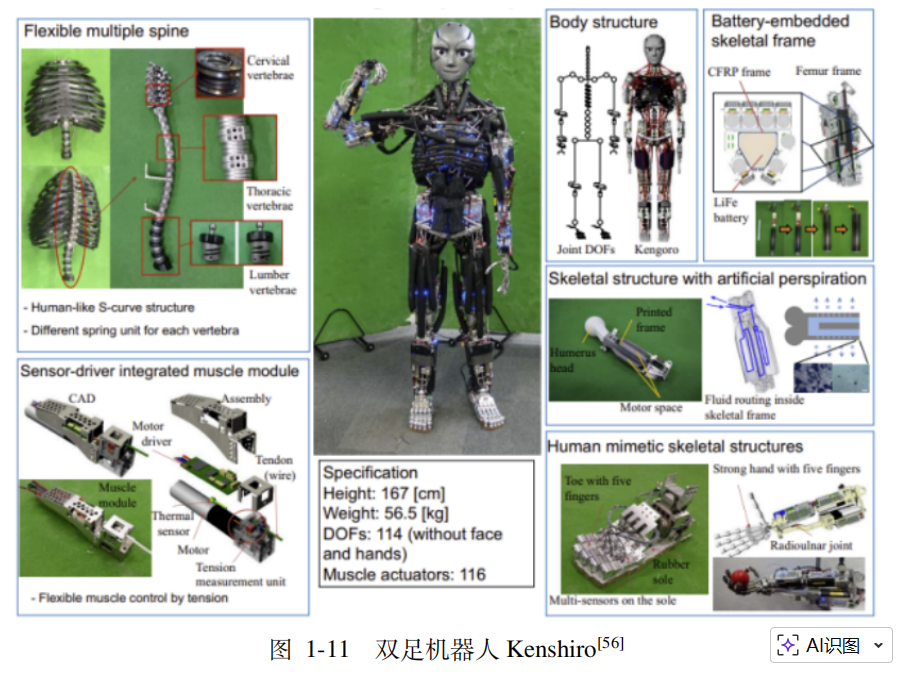 Flexible multiple spine
Cervical
vertebrae
Thoracic
vertebrae
Lumber
vertebrae
- Human-like S-curve structure
- Different spring unit for each vertebra
Sensor-driver integrated muscle module
CAD
Assembly
Motor
driver
Tendon
(wire)
Muscle
module
Thermal
sensor
Motor
Tension
measurement unit
- Flexible muscle control by tension
Specification
Height: 167 [cm]
Weight: 56.5 [kg]
DOFs: 114 (without face
and hands)
Muscle actuators: 116
Body structure
Joint DOFs
Kengoro
Battery-embedded
skeletal frame
CFRP frame
Femur frame
LiFe
battery
Skeletal structure with artificial perspiration
Printed
frame
Humerus
head
Motor space
Fluid routing inside
skeletal frame
Human mimetic skeletal structures
Toe with five
fingers
Rubber
sole
Multi-sensors on the sole
Strong hand with five fingers
Radioulnar joint
图 1-11 双足机器人 Kenshiro[56]
AI识图